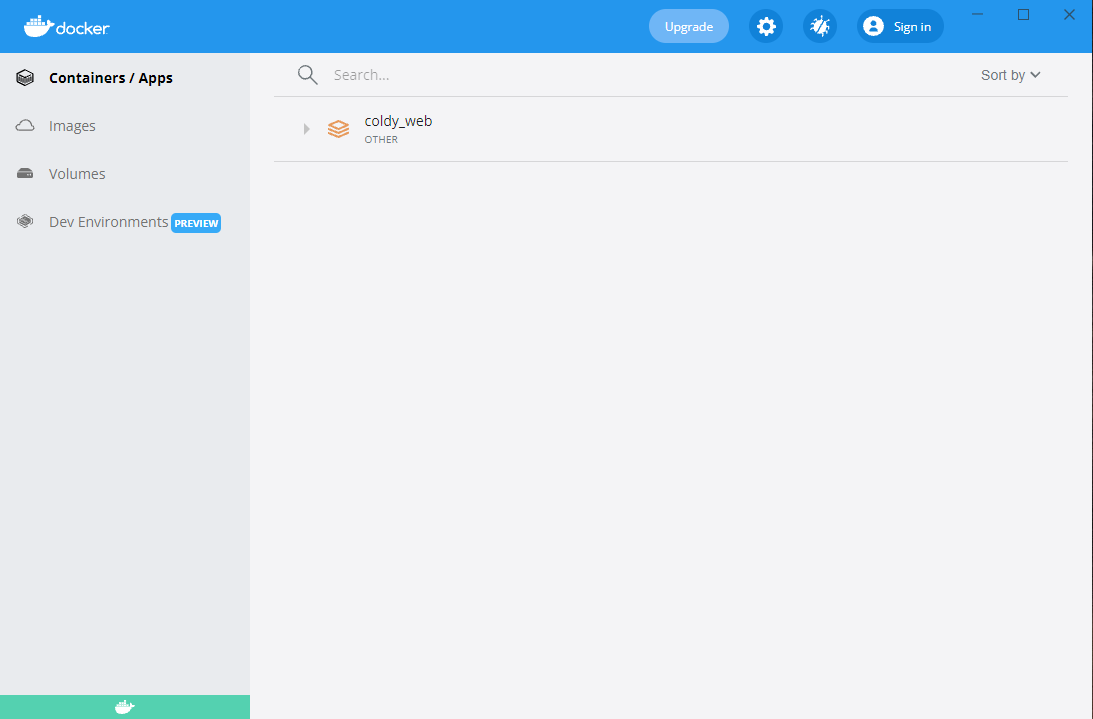 docker
Upgrade
Sign in
Containers / Apps
Images
Volumes
Dev Environments PREVIEW
Search...
Sort by
coldy_web
OTHER